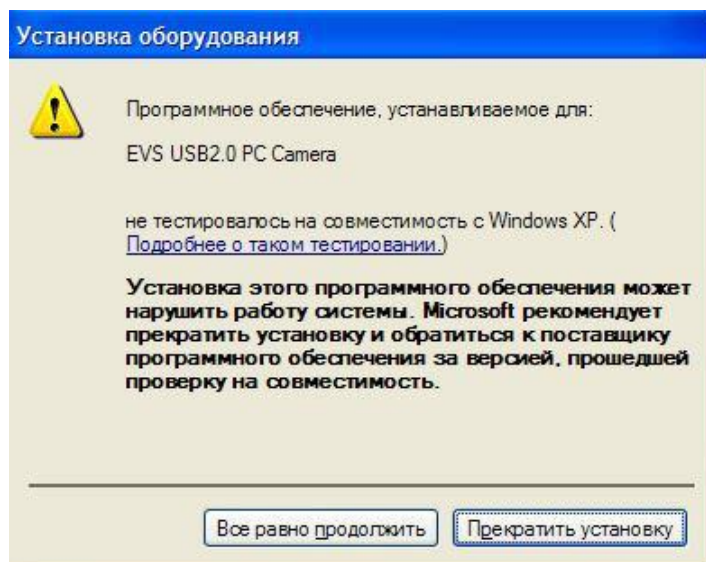 Установка оборудования
Программное обеспечение, устанавливаемое для:
EVS USB2.0 PC Camera
не тестировалось на совместимость с Windows XP. (
Подробнее о таком тестировании.)
Установка этого программного обеспечения может
нарушить работу системы. Microsoft рекомендует
прекратить установку и обратиться к поставщику
программного обеспечения за версией, прошедшей
проверку на совместимость.
Все равно продолжить
Прекратить установку